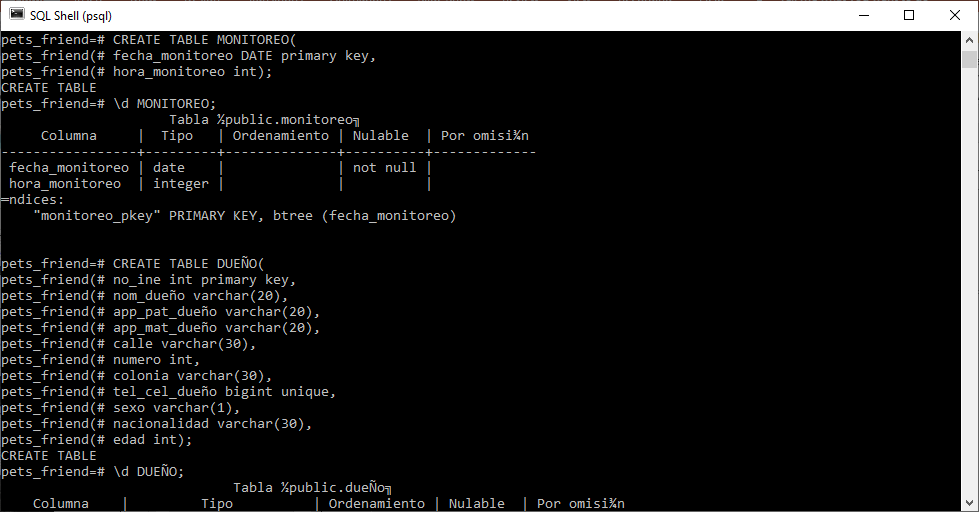 SQL Shell (psql)
pets_friend=# CREATE TABLE MONITOREO(
pets_friend(# fecha_monitoreo DATE primary key,
pets_friend(# hora_monitoreo int);
CREATE TABLE
pets_friend=# \d MONITOREO;
                     Tabla ½public.monitoreo╗
     Columna     |  Tipo   | Ordenamiento | Nulable  | Por omisi¾n
-----------------+---------+--------------+----------+-------------
 fecha_monitoreo | date    |              | not null |
 hora_monitoreo  | integer |              |          |
═ndices:
    "monitoreo_pkey" PRIMARY KEY, btree (fecha_monitoreo)
pets_friend=# CREATE TABLE DUEÑO(
pets_friend(# no_ine int primary key,
pets_friend(# nom_dueño varchar(20),
pets_friend(# app_pat_dueño varchar(20),
pets_friend(# app_mat_dueño varchar(20),
pets_friend(# calle varchar(30),
pets_friend(# numero int,
pets_friend(# colonia varchar(30),
pets_friend(# tel_cel_dueño bigint unique,
pets_friend(# sexo varchar(1),
pets_friend(# nacionalidad varchar(30),
pets_friend(# edad int);
CREATE TABLE
pets_friend=# \d DUEÑO;
                             Tabla ½public.dueÑo╗
    Columna    |         Tipo          | Ordenamiento | Nulable  | Por omisi¾n